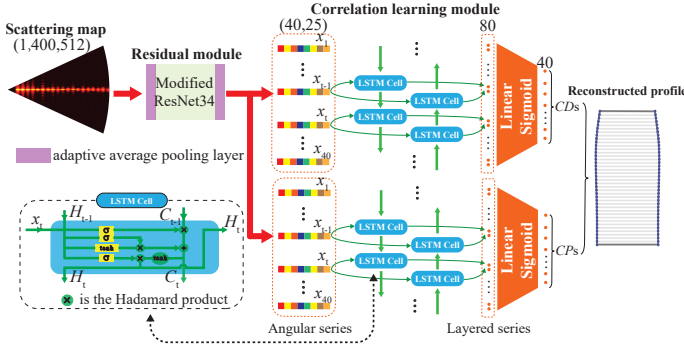 Correlation learning module
Scattering map
(1,400,512)
Residual module
Modified
ResNet34
adaptive average pooling layer
(40,25)
x1
xt-1
xt
x40
LSTM Cell
LSTM Cell
LSTM Cell
LSTM Cell
80
Linear
Sigmoid
40
CDs
Reconstructed profile
x1
xt-1
xt
x40
LSTM Cell
LSTM Cell
LSTM Cell
LSTM Cell
Linear
Sigmoid
CPs
LSTM Cell
xt
Ht-1
Ct-1
Ht
σ
σ
tanh
σ
tanh
Ht
Ct
is the Hadamard product
Angular series
Layered series